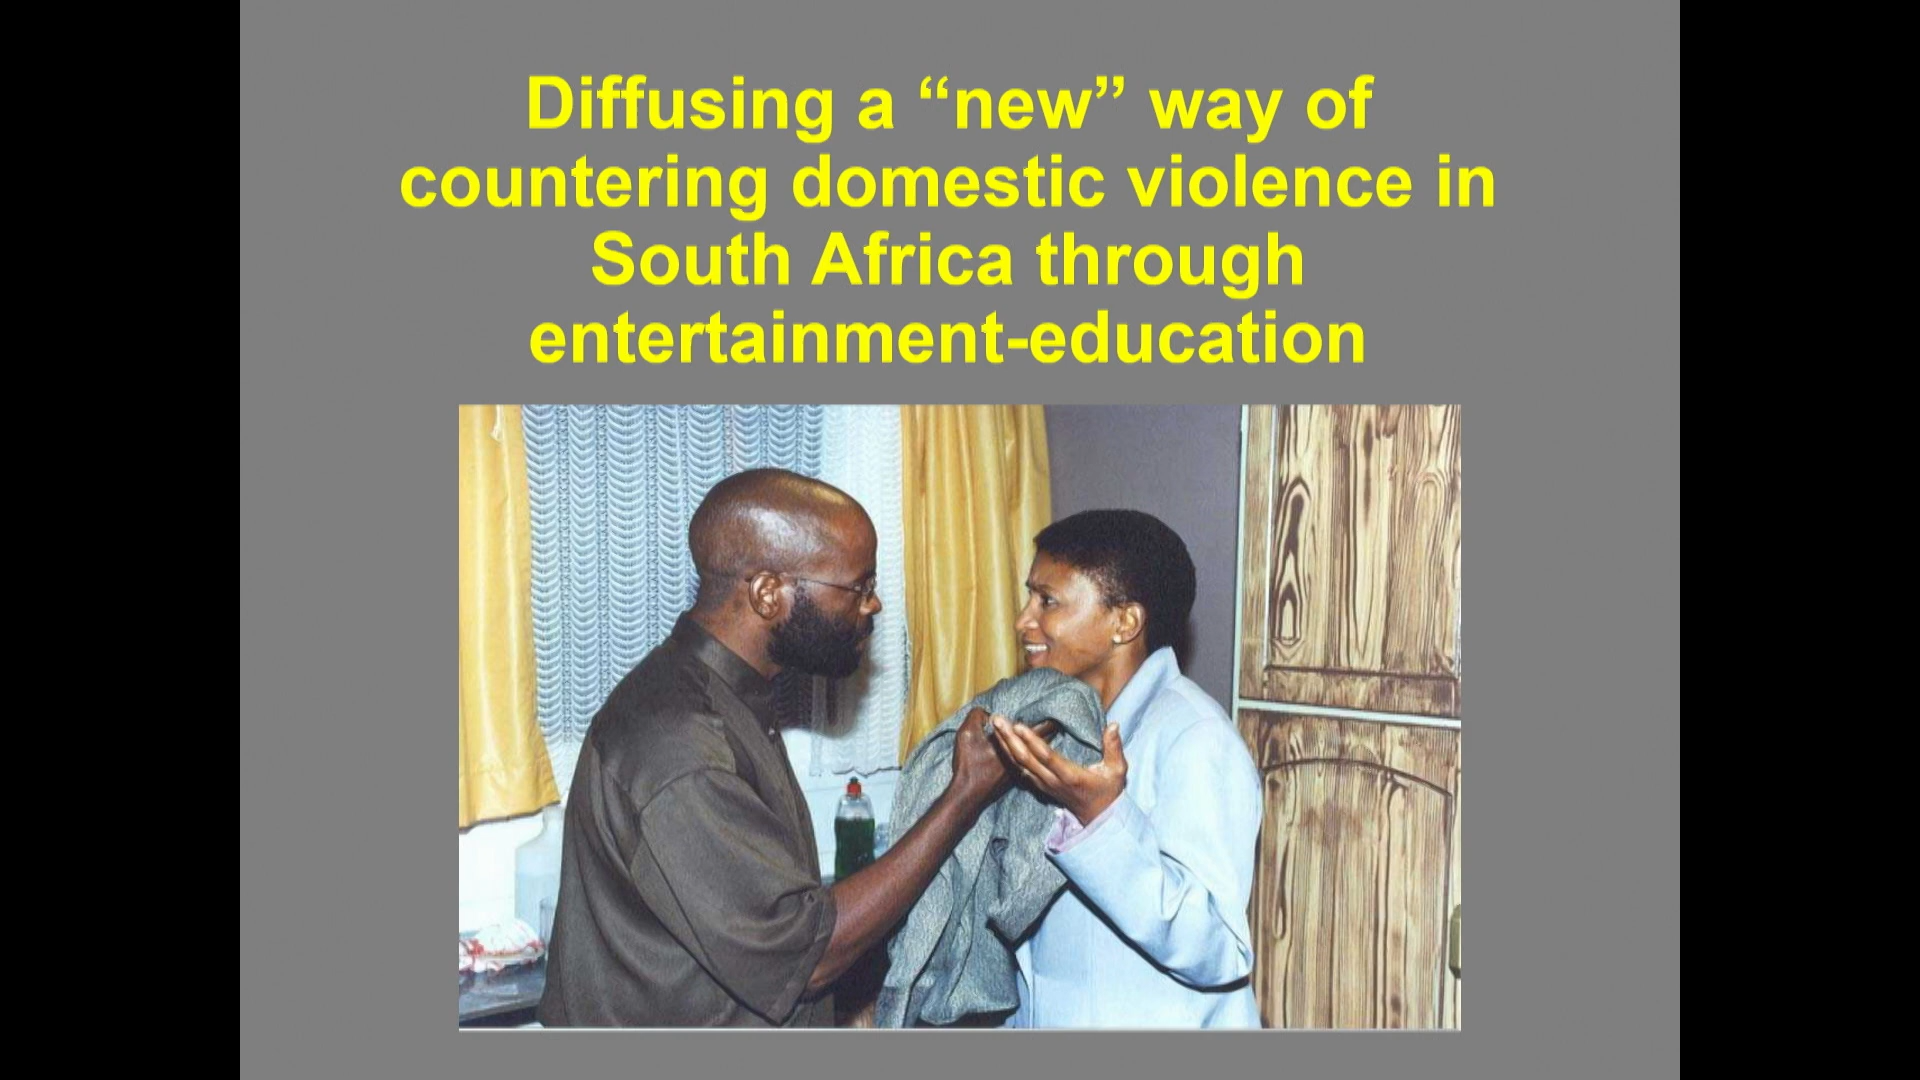 Diffusing a “new” way of
countering domestic violence in
South Africa through
entertainment-education